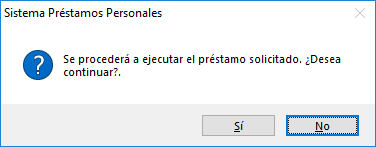 Sistema Préstamos Personales
Se procederá a ejecutar el préstamo solicitado. ¿Desea
continuar?.
Sí
No